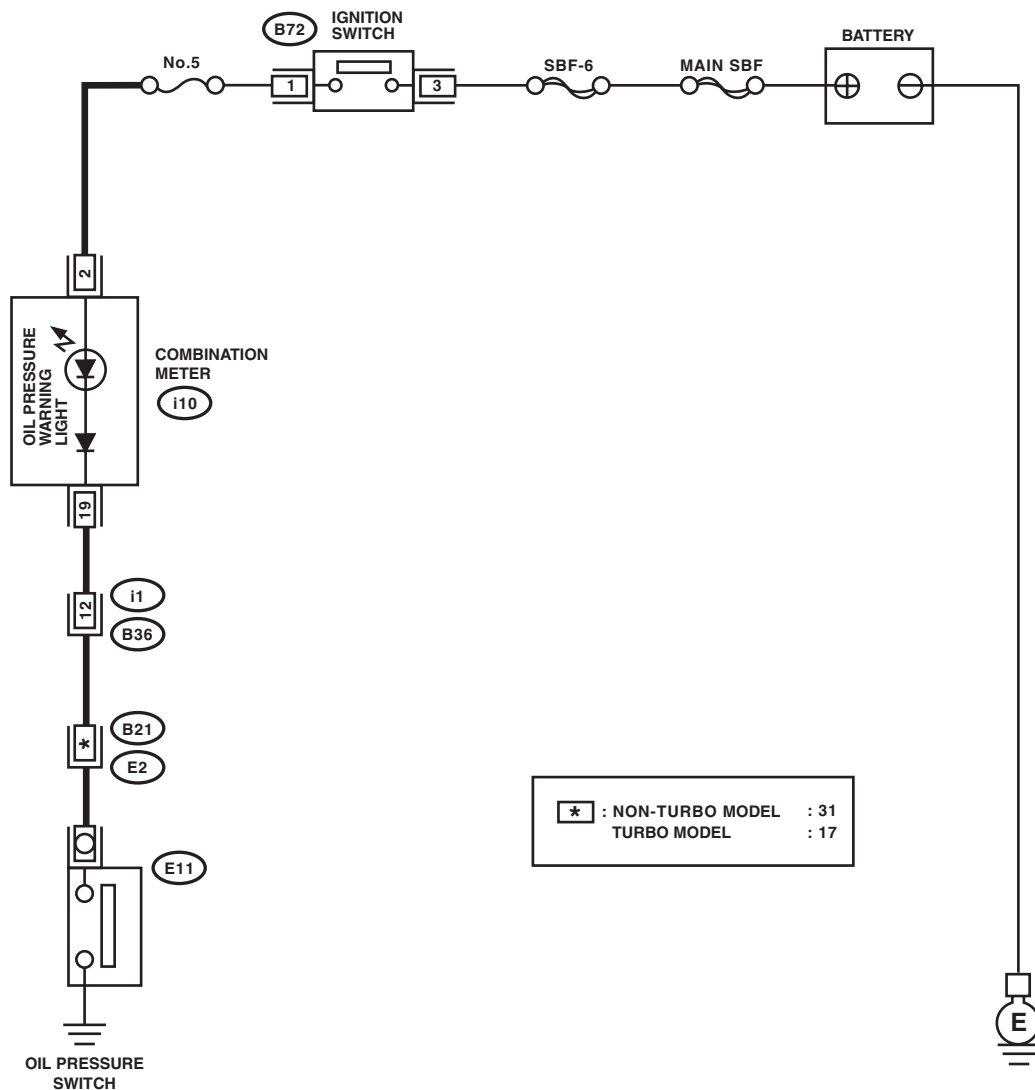 B72
IGNITION
SWITCH
BATTERY
No.5
SBF-6
MAIN SBF
1
3
2
OIL PRESSURE
WARNING
LIGHT
COMBINATION
METER
i10
19
12
i1
B36
*
B21
E2
E11
OIL PRESSURE
SWITCH
* : NON-TURBO MODEL : 31
TURBO MODEL : 17
E